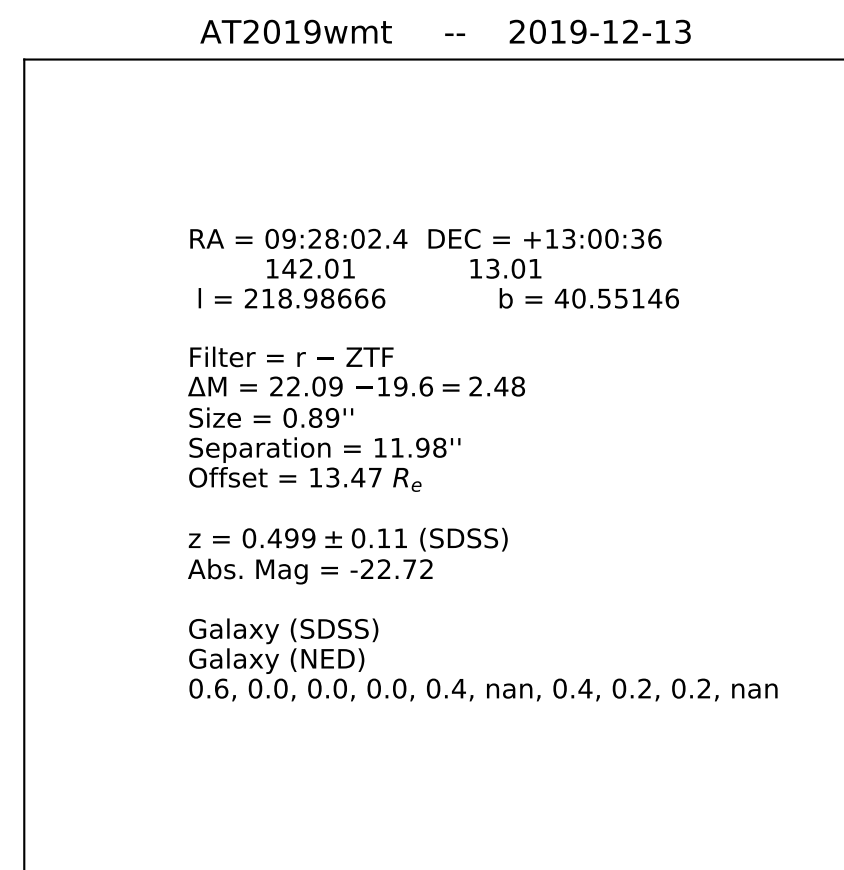 AT2019wmt -- 2019-12-13
RA = 09:28:02.4 DEC = +13:00:36
142.01 13.01
l = 218.98666 b = 40.55146
Filter = r − ZTF
ΔM = 22.09 −19.6 = 2.48
Size = 0.89''
Separation = 11.98''
Offset = 13.47 Re
z = 0.499 ± 0.11 (SDSS)
Abs. Mag = -22.72
Galaxy (SDSS)
Galaxy (NED)
0.6, 0.0, 0.0, 0.0, 0.4, nan, 0.4, 0.2, 0.2, nan